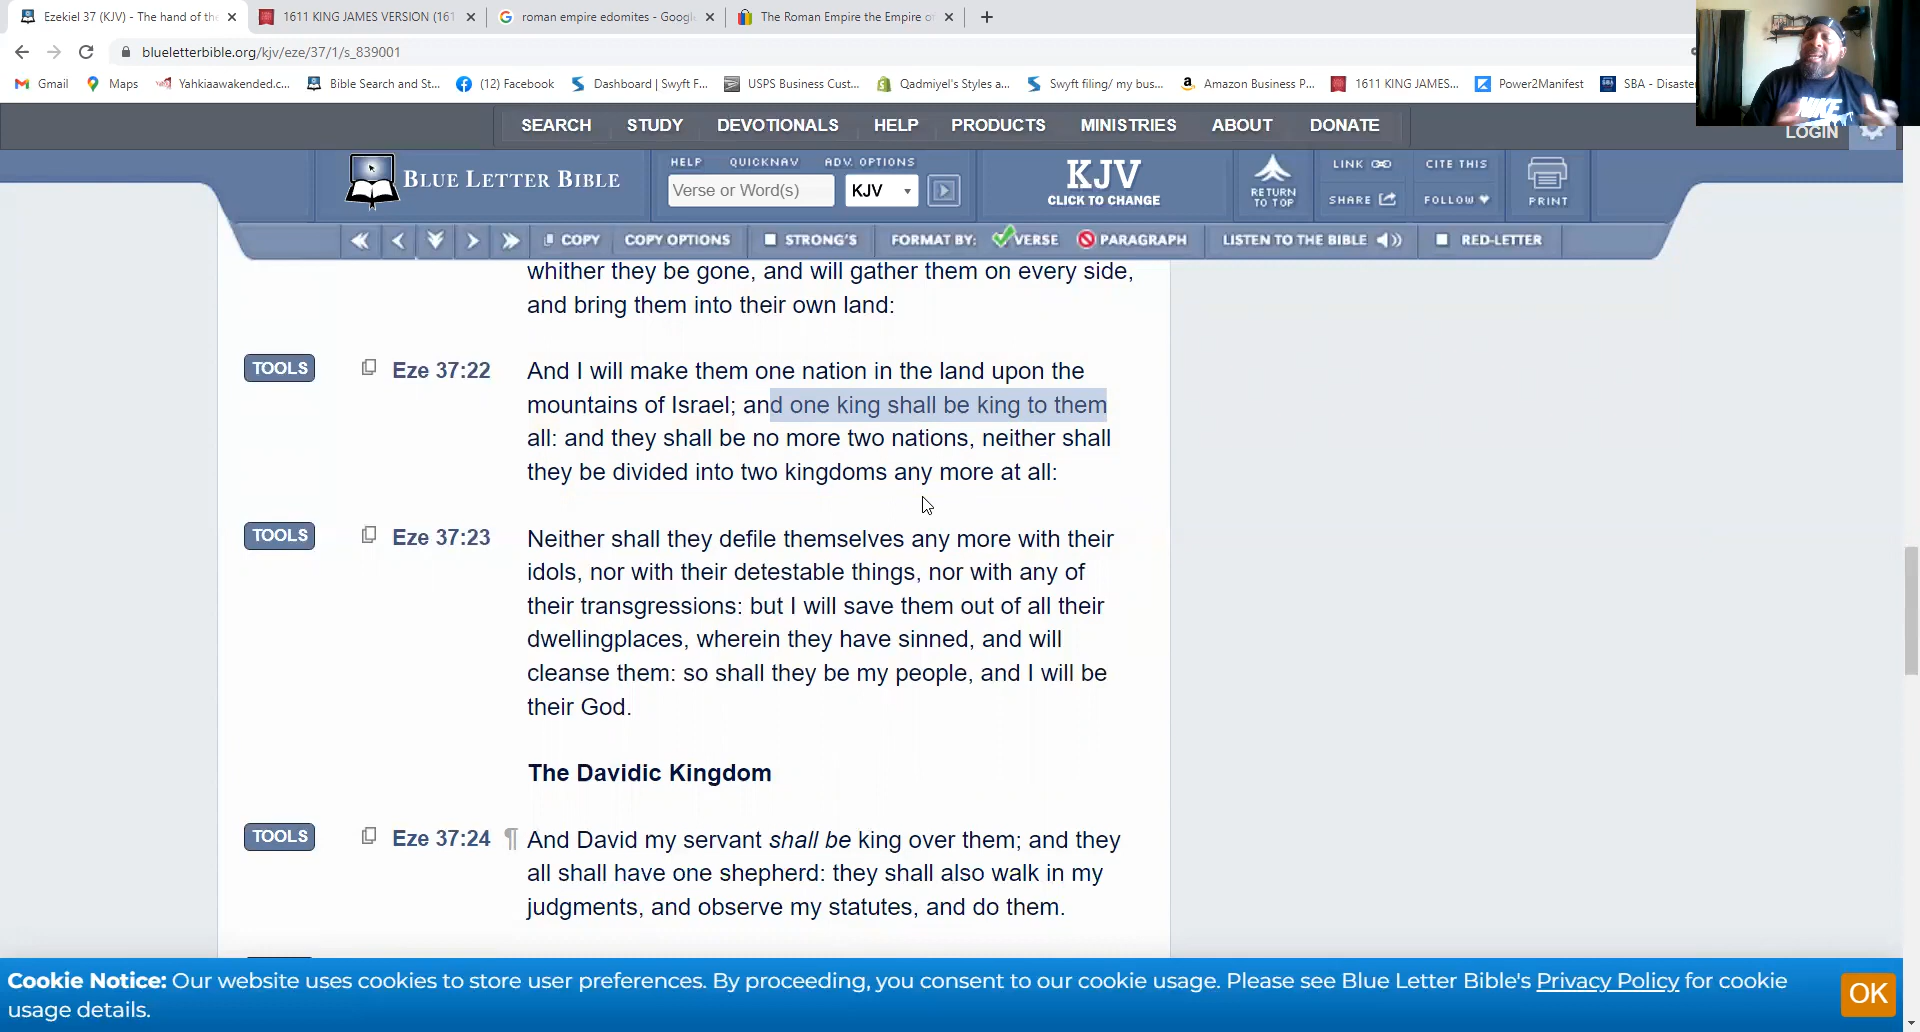 Ezekiel 37 (KJV) - The hand of the
1611 KING JAMES VERSION (161
roman empire edomites - Google
The Roman Empire the Empire of
blueletterbible.org/kjv/eze/37/1/s_839001
Gmail
Maps
Yahkiaawakended.c...
Bible Search and St...
(12) Facebook
Dashboard | Swyft F...
USPS Business Cust...
Qadmiyel's Styles a...
Swyft filing/ my bus...
Amazon Business P...
1611 KING JAMES...
Power2Manifest
SBA - Disaste
NIKE
SEARCH STUDY DEVOTIONALS HELP PRODUCTS MINISTRIES ABOUT DONATE
LOGIN
BLUE LETTER BIBLE
HELP QUICKNAV ADV. OPTIONS
Verse or Word(s)
KJV
KJV
CLICK TO CHANGE
RETURN
TO TOP
LINK
CITE THIS
SHARE
FOLLOW
PRINT
COPY COPY OPTIONS STRONG'S FORMAT BY: VERSE PARAGRAPH LISTEN TO THE BIBLE RED-LETTER
whither they be gone, and will gather them on every side,
and bring them into their own land:
TOOLS Eze 37:22 And I will make them one nation in the land upon the
mountains of Israel; and one king shall be king to them
all: and they shall be no more two nations, neither shall
they be divided into two kingdoms any more at all:
TOOLS Eze 37:23 Neither shall they defile themselves any more with their
idols, nor with their detestable things, nor with any of
their transgressions: but I will save them out of all their
dwellingplaces, wherein they have sinned, and will
cleanse them: so shall they be my people, and I will be
their God.
The Davidic Kingdom
TOOLS Eze 37:24 ¶ And David my servant shall be king over them; and they
all shall have one shepherd: they shall also walk in my
judgments, and observe my statutes, and do them.
Cookie Notice: Our website uses cookies to store user preferences. By proceeding, you consent to our cookie usage. Please see Blue Letter Bible's Privacy Policy for cookie
usage details.
OK